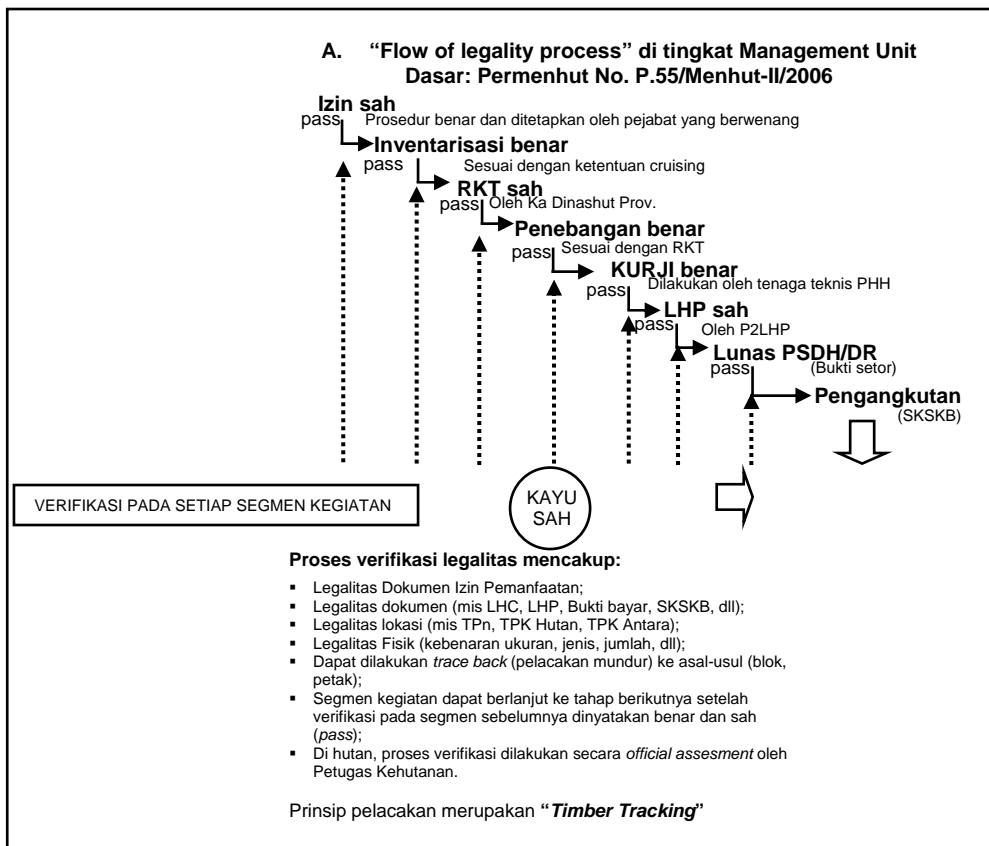 A. “Flow of legality process” di tingkat Management Unit
Dasar: Permenhut No. P.55/Menhut-II/2006
Izin sah
pass
Prosedur benar dan ditetapkan oleh pejabat yang berwenang
Inventarisasi benar
pass
Sesuai dengan ketentuan cruising
RKT sah
pass
Oleh Ka Dinashut Prov.
Penebangan benar
pass
Sesuai dengan RKT
KURJI benar
pass
Dilakukan oleh tenaga teknis PHH
LHP sah
pass
Oleh P2LHP
Lunas PSDH/DR
pass
(Bukti setor)
Pengangkutan
(SKSKB)
VERIFIKASI PADA SETIAP SEGMEN KEGIATAN
KAYU
SAH
Proses verifikasi legalitas mencakup:
▪ Legalitas Dokumen Izin Pemanfaatan;
▪ Legalitas dokumen (mis LHC, LHP, Bukti bayar, SKSKB, dll);
▪ Legalitas lokasi (mis TPn, TPK Hutan, TPK Antara);
▪ Legalitas Fisik (kebenaran ukuran, jenis, jumlah, dll);
▪ Dapat dilakukan trace back (pelacakan mundur) ke asal-usul (blok,
petak);
▪ Segmen kegiatan dapat berlanjut ke tahap berikutnya setelah
verifikasi pada segmen sebelumnya dinyatakan benar dan sah
(pass);
▪ Di hutan, proses verifikasi dilakukan secara official assesment oleh
Petugas Kehutanan.
Prinsip pelacakan merupakan “Timber Tracking”